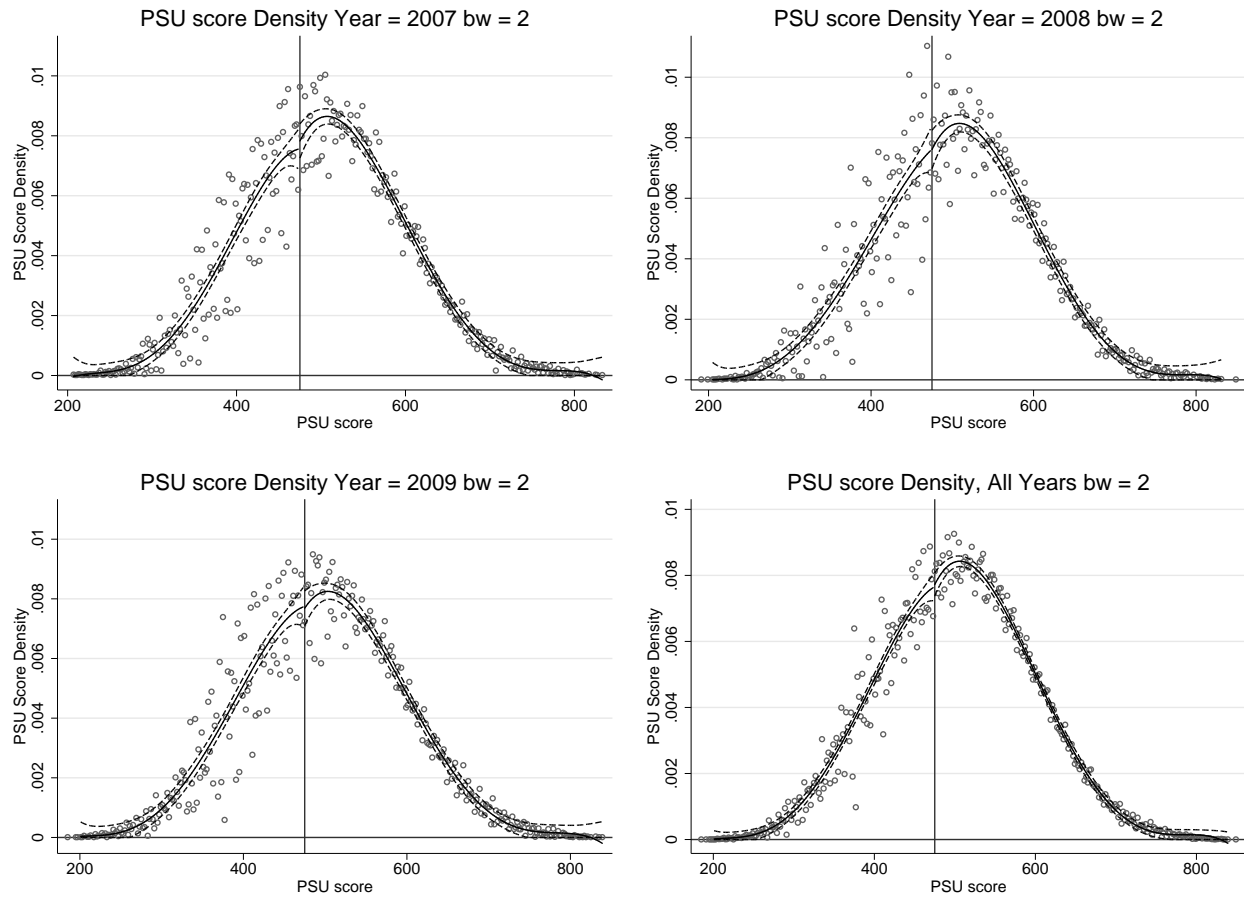 PSU score Density Year = 2007 bw = 2
PSU Score Density
.01
.008
.006
.004
.002
0
200 400 600 800
PSU score
PSU score Density Year = 2008 bw = 2
PSU Score Density
.01
.008
.006
.004
.002
0
200 400 600 800
PSU score
PSU score Density Year = 2009 bw = 2
PSU Score Density
.01
.008
.006
.004
.002
0
200 400 600 800
PSU score
PSU score Density, All Years bw = 2
PSU Score Density
.01
.008
.006
.004
.002
0
200 400 600 800
PSU score